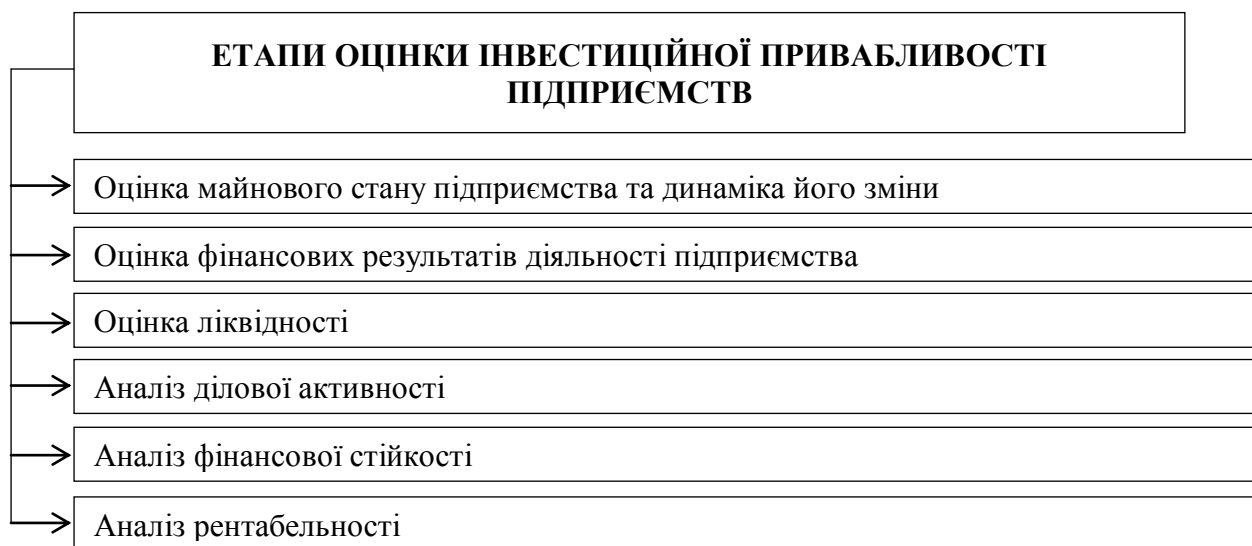 ЕТАПИ ОЦІНКИ ІНВЕСТИЦІЙНОЇ ПРИВАБЛИВОСТІ
ПІДПРИЄМСТВ
Оцінка майнового стану підприємства та динаміка його зміни
Оцінка фінансових результатів діяльності підприємства
Оцінка ліквідності
Аналіз ділової активності
Аналіз фінансової стійкості
Аналіз рентабельності